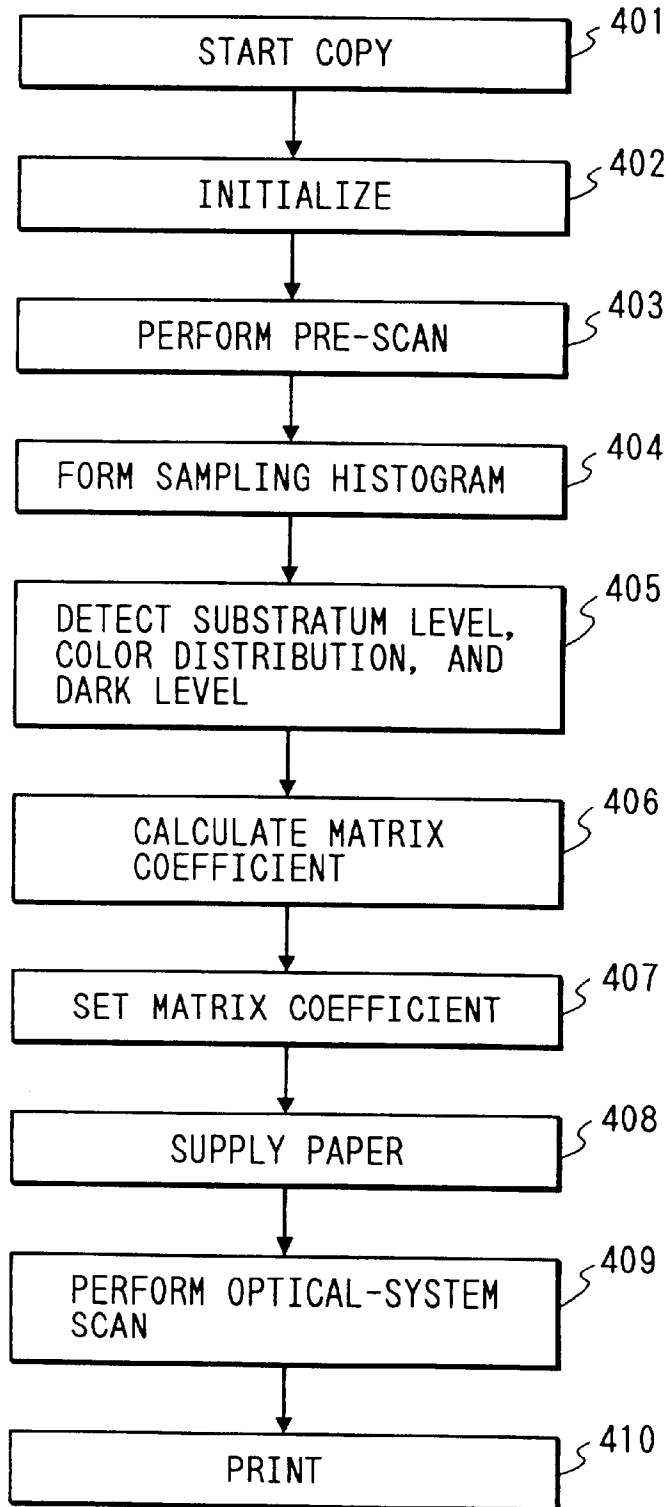 401
START COPY
402
INITIALIZE
403
PERFORM PRE-SCAN
404
FORM SAMPLING HISTOGRAM
405
DETECT SUBSTRATUM LEVEL,
COLOR DISTRIBUTION, AND
DARK LEVEL
406
CALCULATE MATRIX
COEFFICIENT
407
SET MATRIX COEFFICIENT
408
SUPPLY PAPER
409
PERFORM OPTICAL-SYSTEM
SCAN
410
PRINT